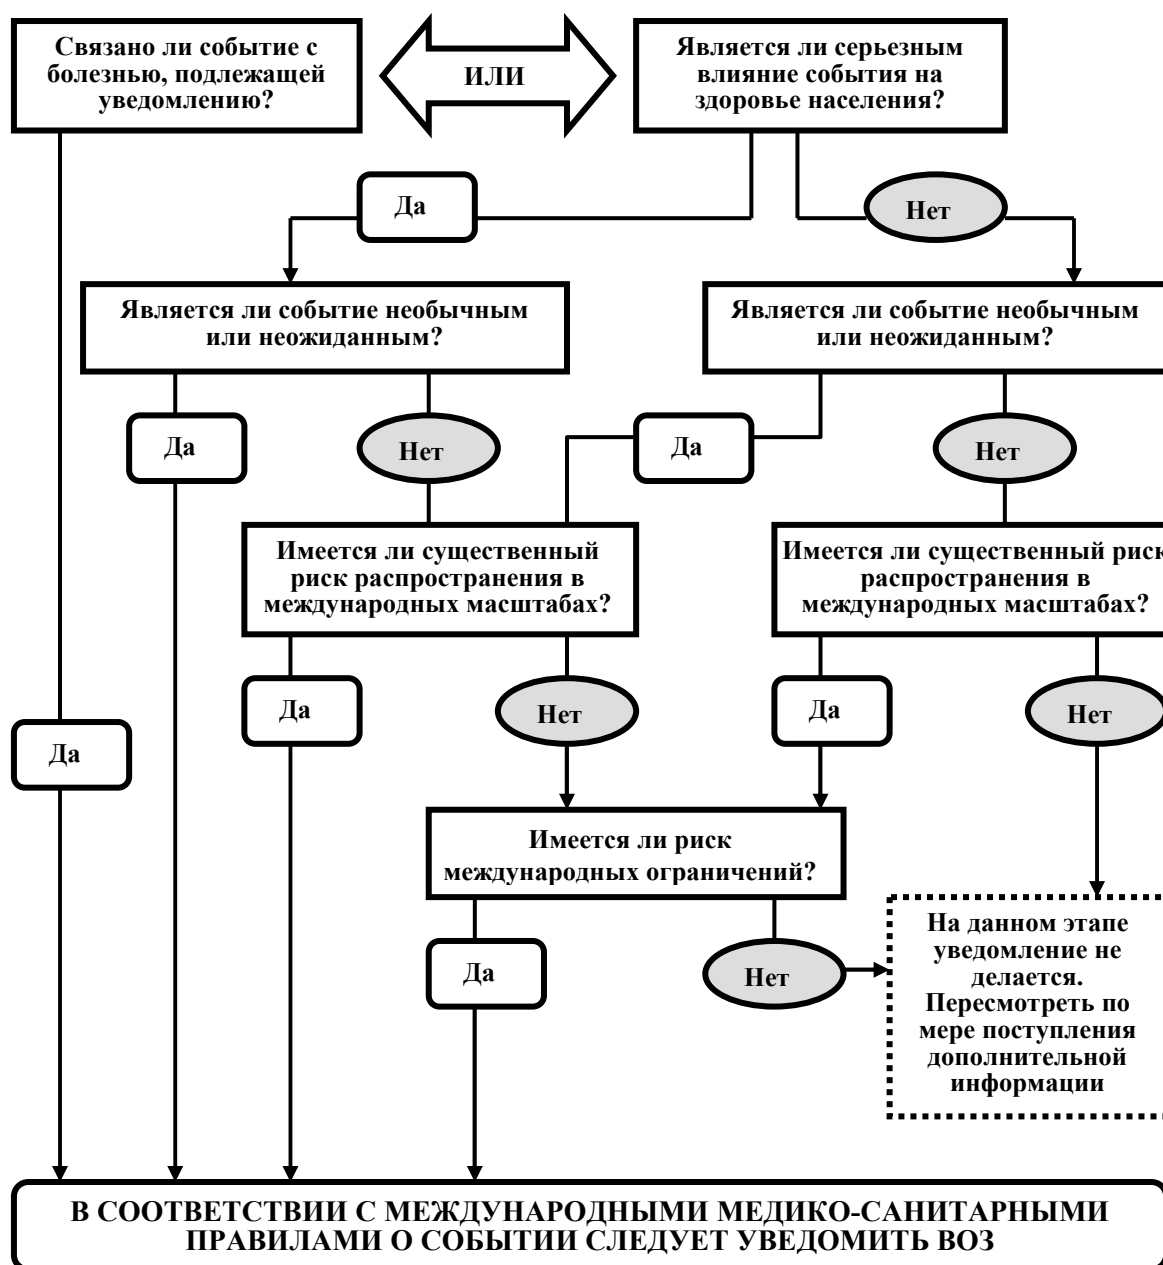 Связано ли событие с
болезнью, подлежащей
уведомлению?
ИЛИ
Является ли серьезным
влияние события на
здоровье населения?
Да
Нет
Является ли событие необычным
или неожиданным?
Является ли событие необычным
или неожиданным?
Да
Нет
Да
Нет
Имеется ли существенный
риск распространения в
международных масштабах?
Имеется ли существенный риск
распространения в
международных масштабах?
Да
Да
Нет
Да
Нет
Имеется ли риск
международных ограничений?
Да
Нет
На данном этапе
уведомление не
делается.
Пересмотреть по
мере поступления
дополнительной
информации
В СООТВЕТСТВИИ С МЕЖДУНАРОДНЫМИ МЕДИКО-САНИТАРНЫМИ
ПРАВИЛАМИ О СОБЫТИИ СЛЕДУЕТ УВЕДОМИТЬ ВОЗ